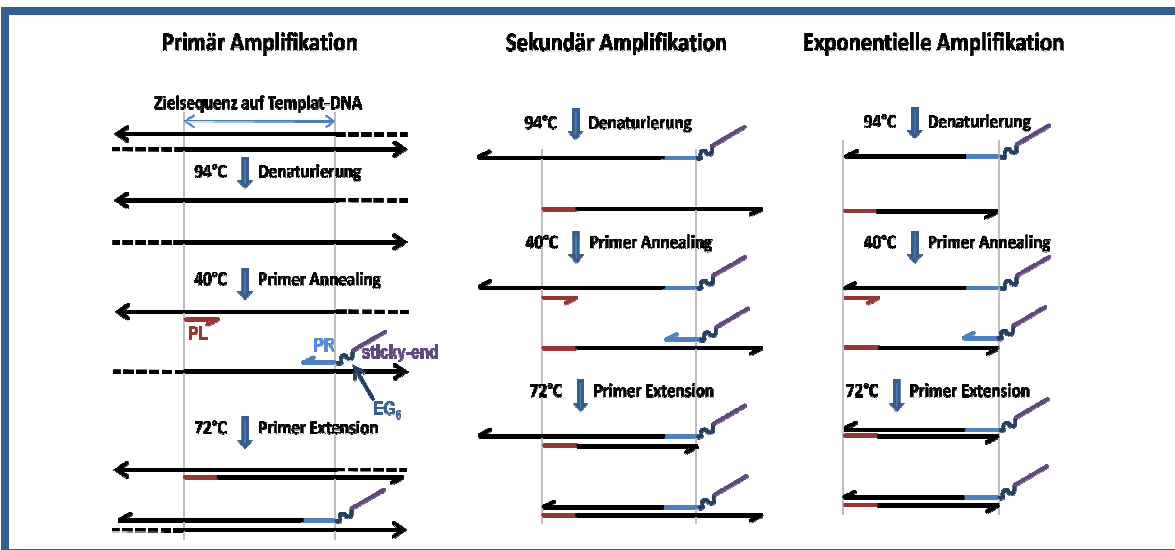 Primär Amplifikation
Zielsequenz auf Templat-DNA
94°C Denaturierung
40°C Primer Annealing
PL
PR
sticky-end
EG6
72°C Primer Extension
Sekundär Amplifikation
94°C Denaturierung
40°C Primer Annealing
72°C Primer Extension
Exponentielle Amplifikation
94°C Denaturierung
40°C Primer Annealing
72°C Primer Extension